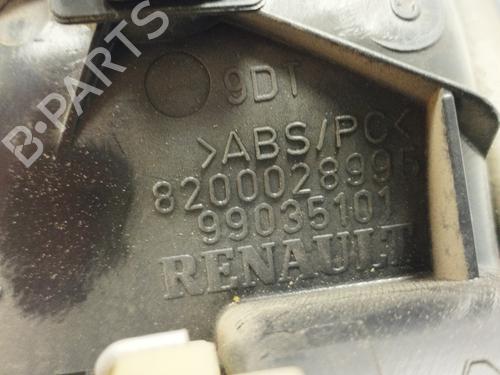 B-PARTS
9DT
>ABS/PC<
8200028995
99035101
RENAULT